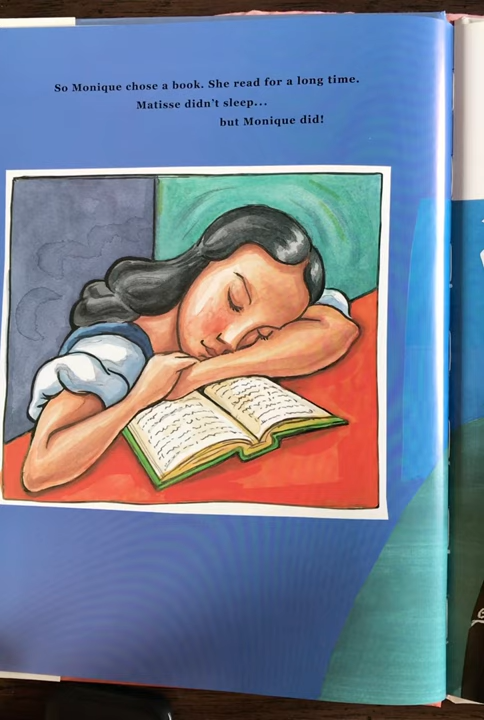 So Monique chose a book. She read for a long time.
Matisse didn't sleep...
but Monique did!